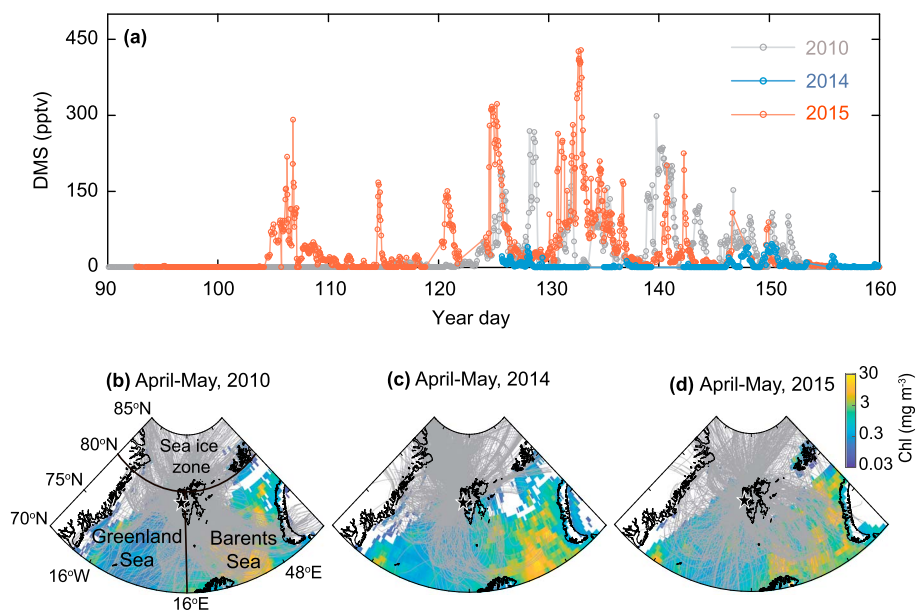 (a)
450
300
150
0
DMS (pptv)
2010
2014
2015
90 100 110 120 130 140 150 160
Year day
(b) April-May, 2010
(c) April-May, 2014
(d) April-May, 2015
85°N
80°N
75°N
70°N
16°W
16°E
48°E
Sea ice
zone
Greenland
Sea
Barents
Sea
30
3
0.3
0.03
Chl (mg m⁻³)